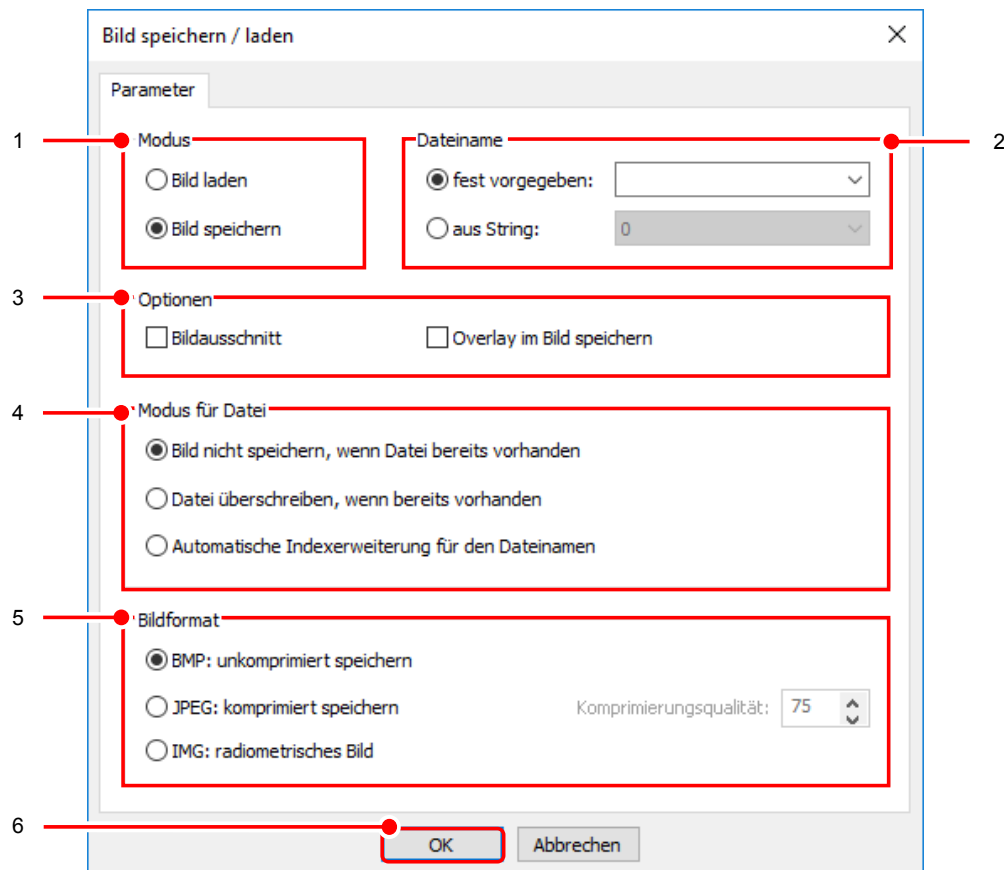 Bild speichern / laden
Parameter
1
Modus
Dateiname
2
Bild laden
fest vorgegeben:
Bild speichern
aus String:
0
3
Optionen
Bildausschnitt
Overlay im Bild speichern
4
Modus für Datei
Bild nicht speichern, wenn Datei bereits vorhanden
Datei überschreiben, wenn bereits vorhanden
Automatische Indexerweiterung für den Dateinamen
5
Bildformat
BMP: unkomprimiert speichern
JPEG: komprimiert speichern
Komprimierungsqualität:
75
IMG: radiometrisches Bild
6
OK
Abbrechen